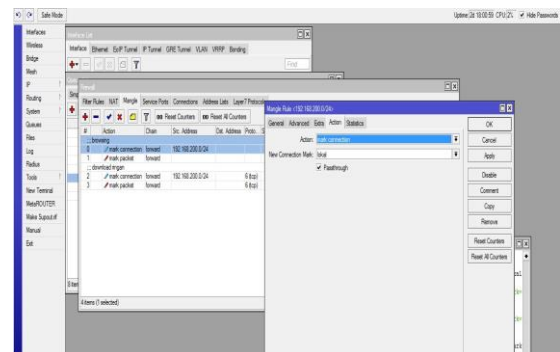 Safe Mode
Uptime: 2d 18:00:59 CPU: 2% Hide Passwords
Interfaces
Wireless
Bridge
Mesh
IP
Routing
System
Queues
Files
Log
Radius
Tools
New Terminal
MetaROUTER
Make Supout.rif
Manual
Exit
Interface List
Interface Ethernet EoIP Tunnel IP Tunnel GRE Tunnel VLAN VRRP Bonding
Find
Firewall
Filter Rules NAT Mangle Service Ports Connections Address Lists Layer7 Protocols
Reset Counters Reset All Counters
# Action Chain Src. Address Dst. Address Proto...
0 mark connection forward 192.168.200.0/24
1 mark packet forward
2 mark connection forward 192.168.200.0/24 6 (tcp)
3 mark packet forward 6 (tcp)
4 items (1 selected)
Mangle Rule <192.168.200.0/24>
General Advanced Extra Action Statistics
Action: mark connection
New Connection Mark: lokal
Passthrough
OK
Cancel
Apply
Disable
Comment
Copy
Remove
Reset Counters
Reset All Counters